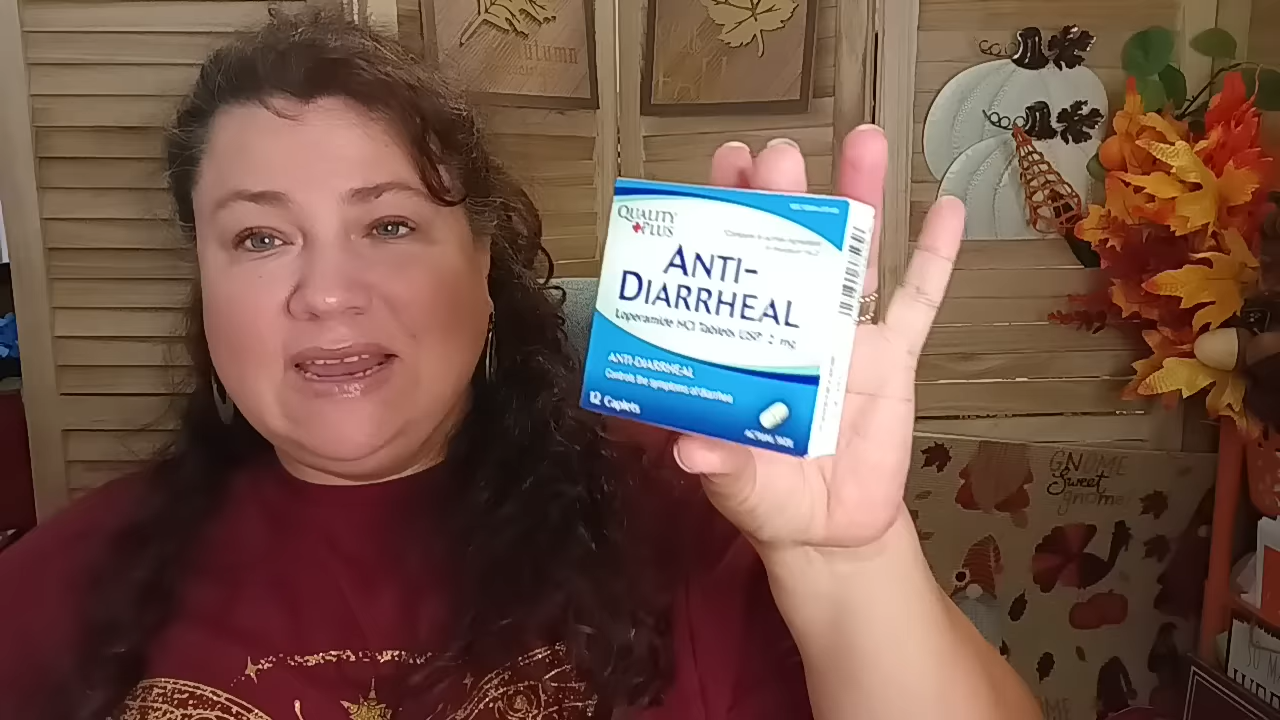 Autumn
QUALITY
PLUS
ANTI-
DIARRHEAL
Loperamide HCl Tablets USP 2 mg
ANTI-DIARRHEAL
Controls the symptoms of diarrhea
12 Caplets
ACTUAL SIZE
GNOME
Sweet
gnome